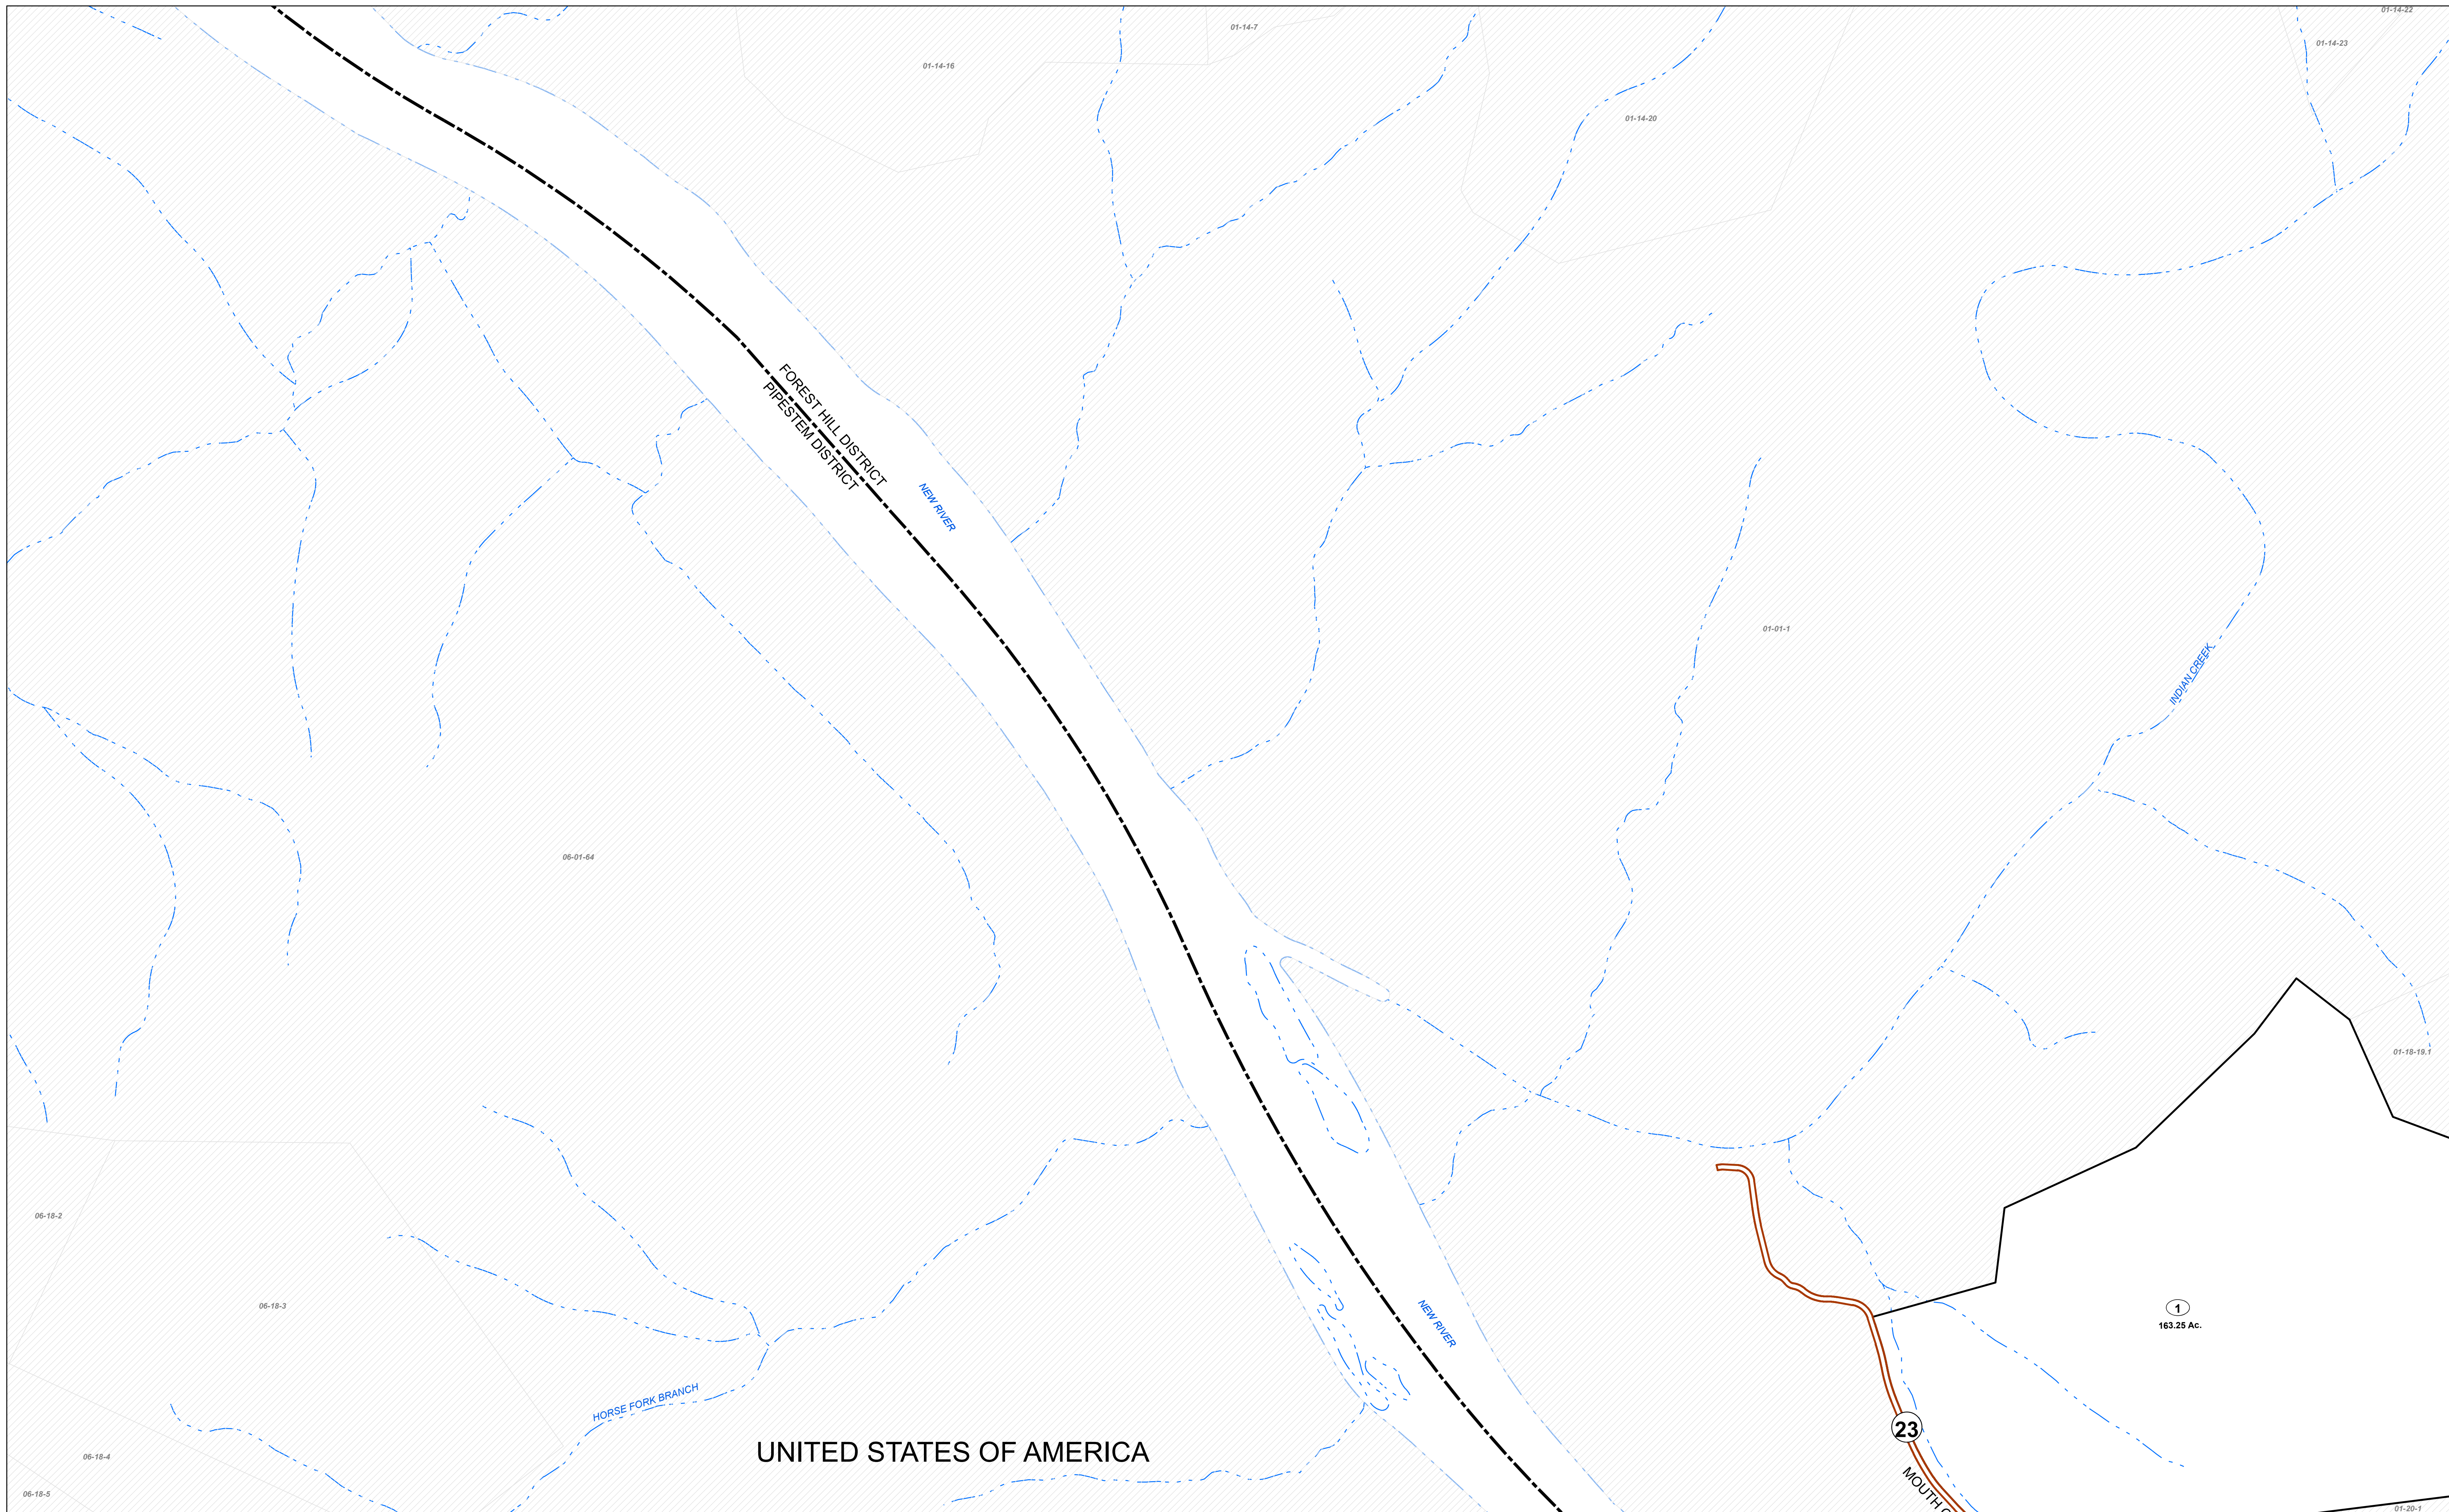 01-14-22
01-14-7
01-14-23
01-14-16
01-14-20
FOREST HILL DISTRICT
PIPESTEM DISTRICT
NEW RIVER
01-01-1
INDIAN CREEK
06-01-64
01-18-19.1
06-18-2
06-18-3
1
163.25 Ac.
NEW RIVER
HORSE FORK BRANCH
23
UNITED STATES OF AMERICA
06-18-4
MOUTH
06-18-5
01-20-1